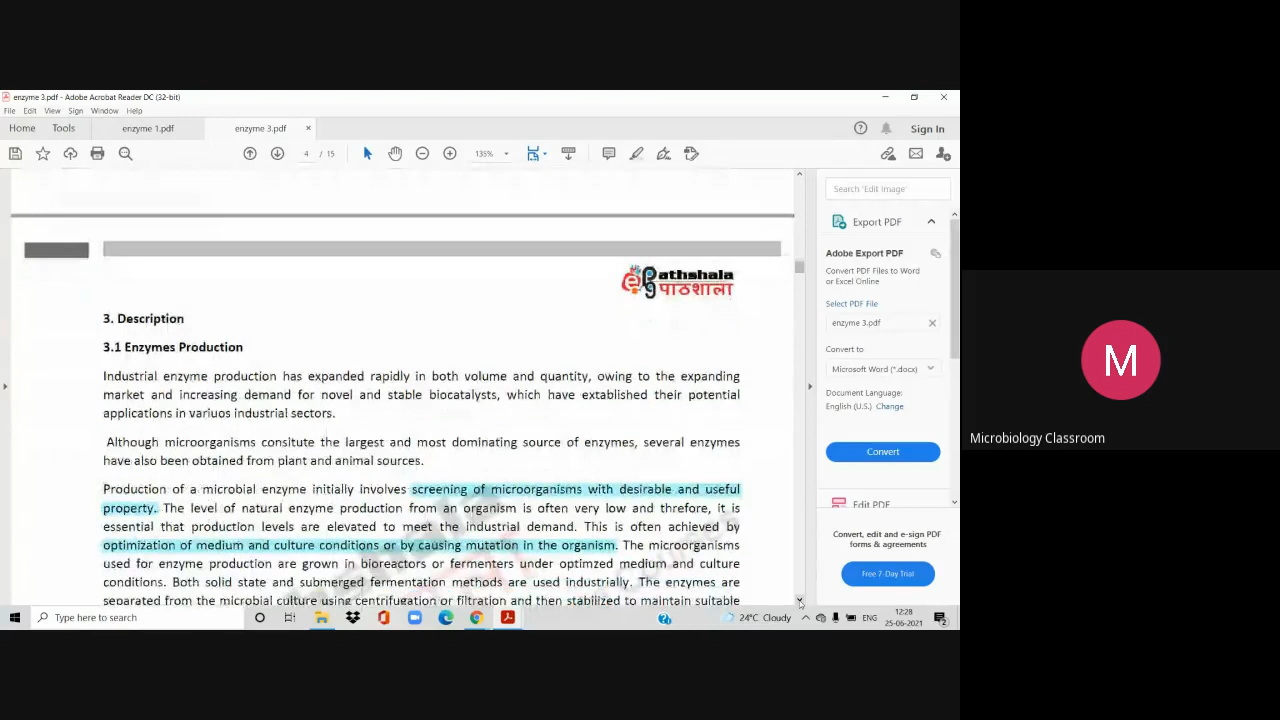 enzyme 3.pdf - Adobe Acrobat Reader DC (32-bit)
File Edit View Sign Window Help
Home Tools enzyme 1.pdf enzyme 3.pdf × Sign In
4 / 15 135%
Search 'Edit Image'
Export PDF
Adobe Export PDF
Convert PDF Files to Word
or Excel Online
Select PDF File
enzyme 3.pdf
Convert to
Microsoft Word (*.docx)
Document Language:
English (U.S.) Change
Convert
Edit PDF
Convert, edit and e-sign PDF
forms & agreements
Free 7-Day Trial
ePG athshala
पाठशाला
3. Description
3.1 Enzymes Production
Industrial enzyme production has expanded rapidly in both volume and quantity, owing to the expanding
market and increasing demand for novel and stable biocatalysts, which have extablished their potential
applications in varìuos industrial sectors.
Although microorganisms consitute the largest and most dominating source of enzymes, several enzymes
have also been obtained from plant and animal sources.
Production of a microbial enzyme initially involves screening of microorganisms with desirable and useful
property. The level of natural enzyme production from an organism is often very low and threfore, it is
essential that production levels are elevated to meet the industrial demand. This is often achieved by
optimization of medium and culture conditions or by causing mutation in the organism. The microorganisms
used for enzyme production are grown in bioreactors or fermenters under optimzed medium and culture
conditions. Both solid state and submerged fermentation methods are used industrially. The enzymes are
separated from the microbial culture using centrifugation or filtration and then stabilized to maintain suitable
Type here to search
24°C Cloudy ENG 12:28
25-06-2021
M
Microbiology Classroom